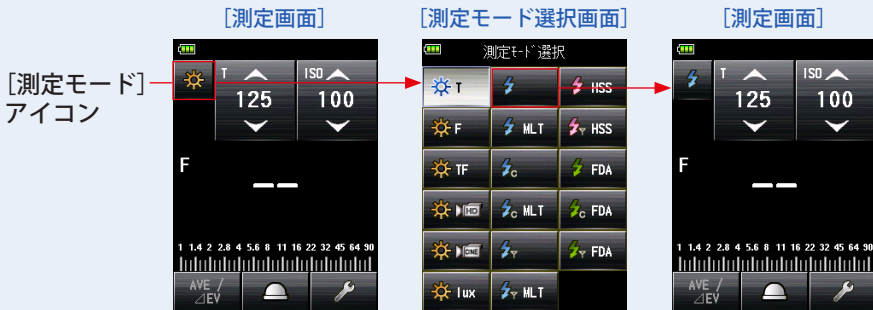 [測定画面]
[測定モード選択画面]
[測定画面]
[測定モード]
アイコン
T
125
ISO
100
F
1 1.4 2 2.8 4 5.6 8 11 16 22 32 45 64 90
AVE /
⊿EV
測定ﾓｰﾄﾞ選択
T
HSS
F
MLT
HSS
TF
C
FDA
HD
C MLT
C FDA
CINE
FDA
lux
MLT
T
125
ISO
100
F
1 1.4 2 2.8 4 5.6 8 11 16 22 32 45 64 90
AVE /
⊿EV